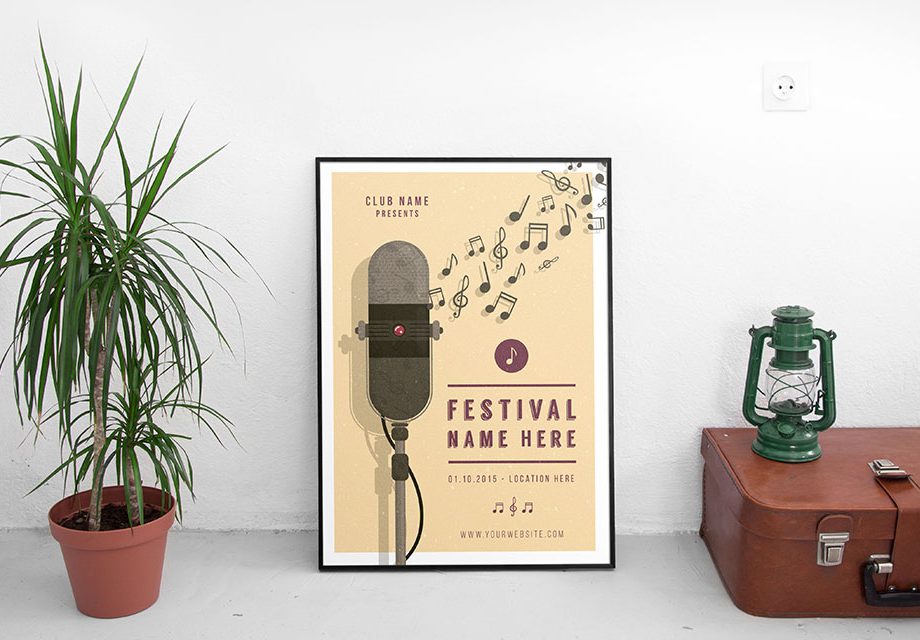 CLUB NAME
PRESENTS
FESTIVAL
NAME HERE
01.10.2015 - LOCATION HERE
WWW.YOURWEBSITE.COM